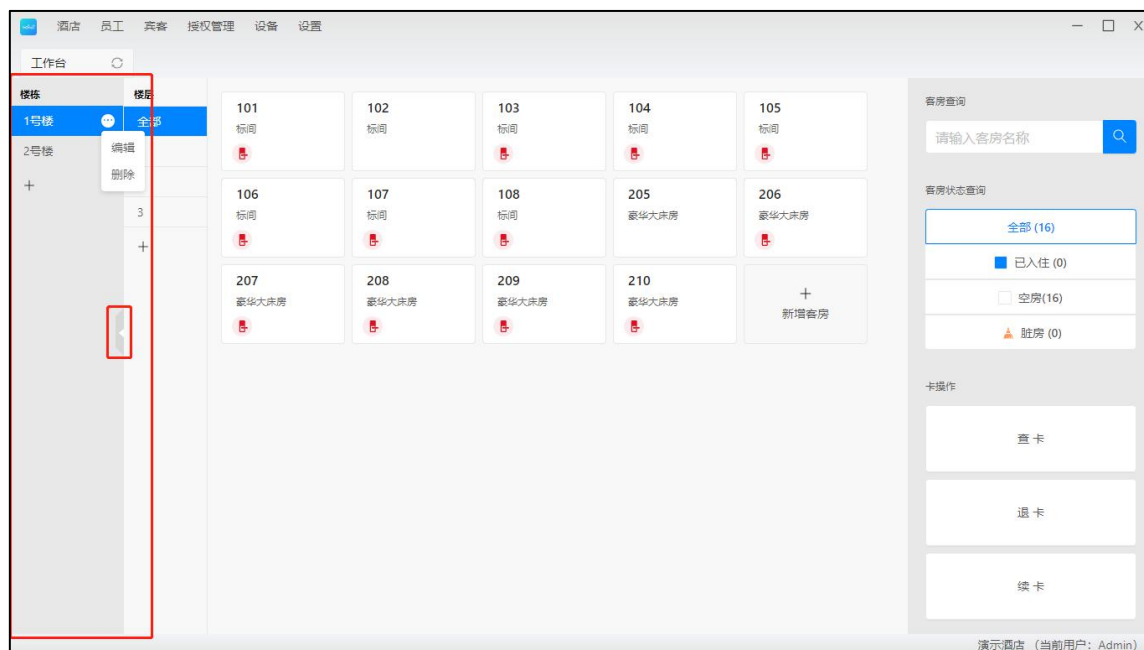 酒店 员工 宾客 授权管理 设备 设置
工作台
楼栋 楼层
1号楼 全部
2号楼
编辑
删除
3
101
标间
102
标间
103
标间
104
标间
105
标间
106
标间
107
标间
108
标间
205
豪华大床房
206
豪华大床房
207
豪华大床房
208
豪华大床房
209
豪华大床房
210
豪华大床房
+
新增客房
客房查询
请输入客房名称
客房状态查询
全部 (16)
已入住 (0)
空房(16)
脏房 (0)
卡操作
查 卡
退 卡
续 卡
演示酒店 （当前用户：Admin)